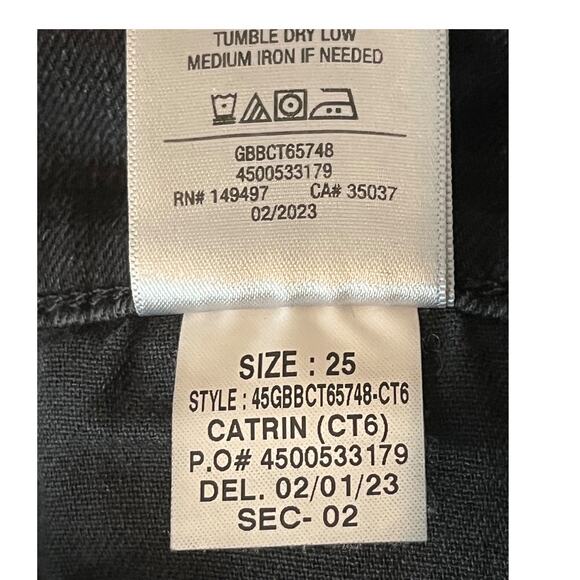 TUMBLE DRY LOW
MEDIUM IRON IF NEEDED
GBBCT65748
4500533179
RN# 149497 CA# 35037
02/2023
SIZE : 25
STYLE : 45GBBCT65748-CT6
CATRIN (CT6)
P.O# 4500533179
DEL. 02/01/23
SEC- 02